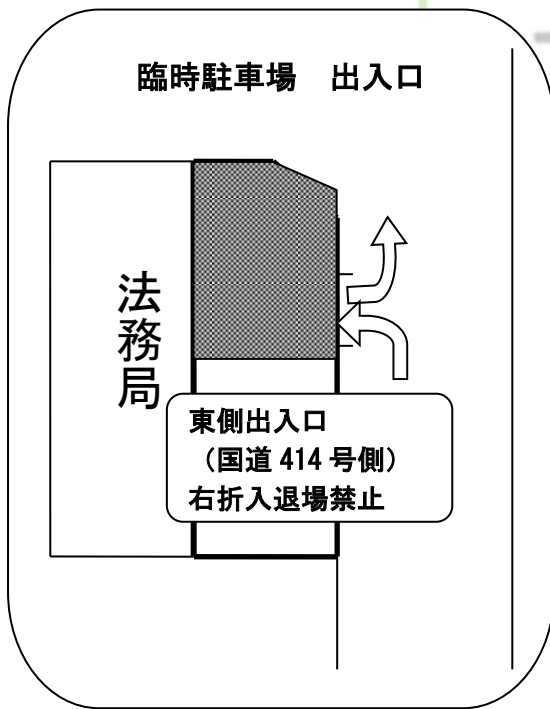 臨時駐車場　出入口
法務局
東側出入口
（国道 414 号側）
右折入退場禁止